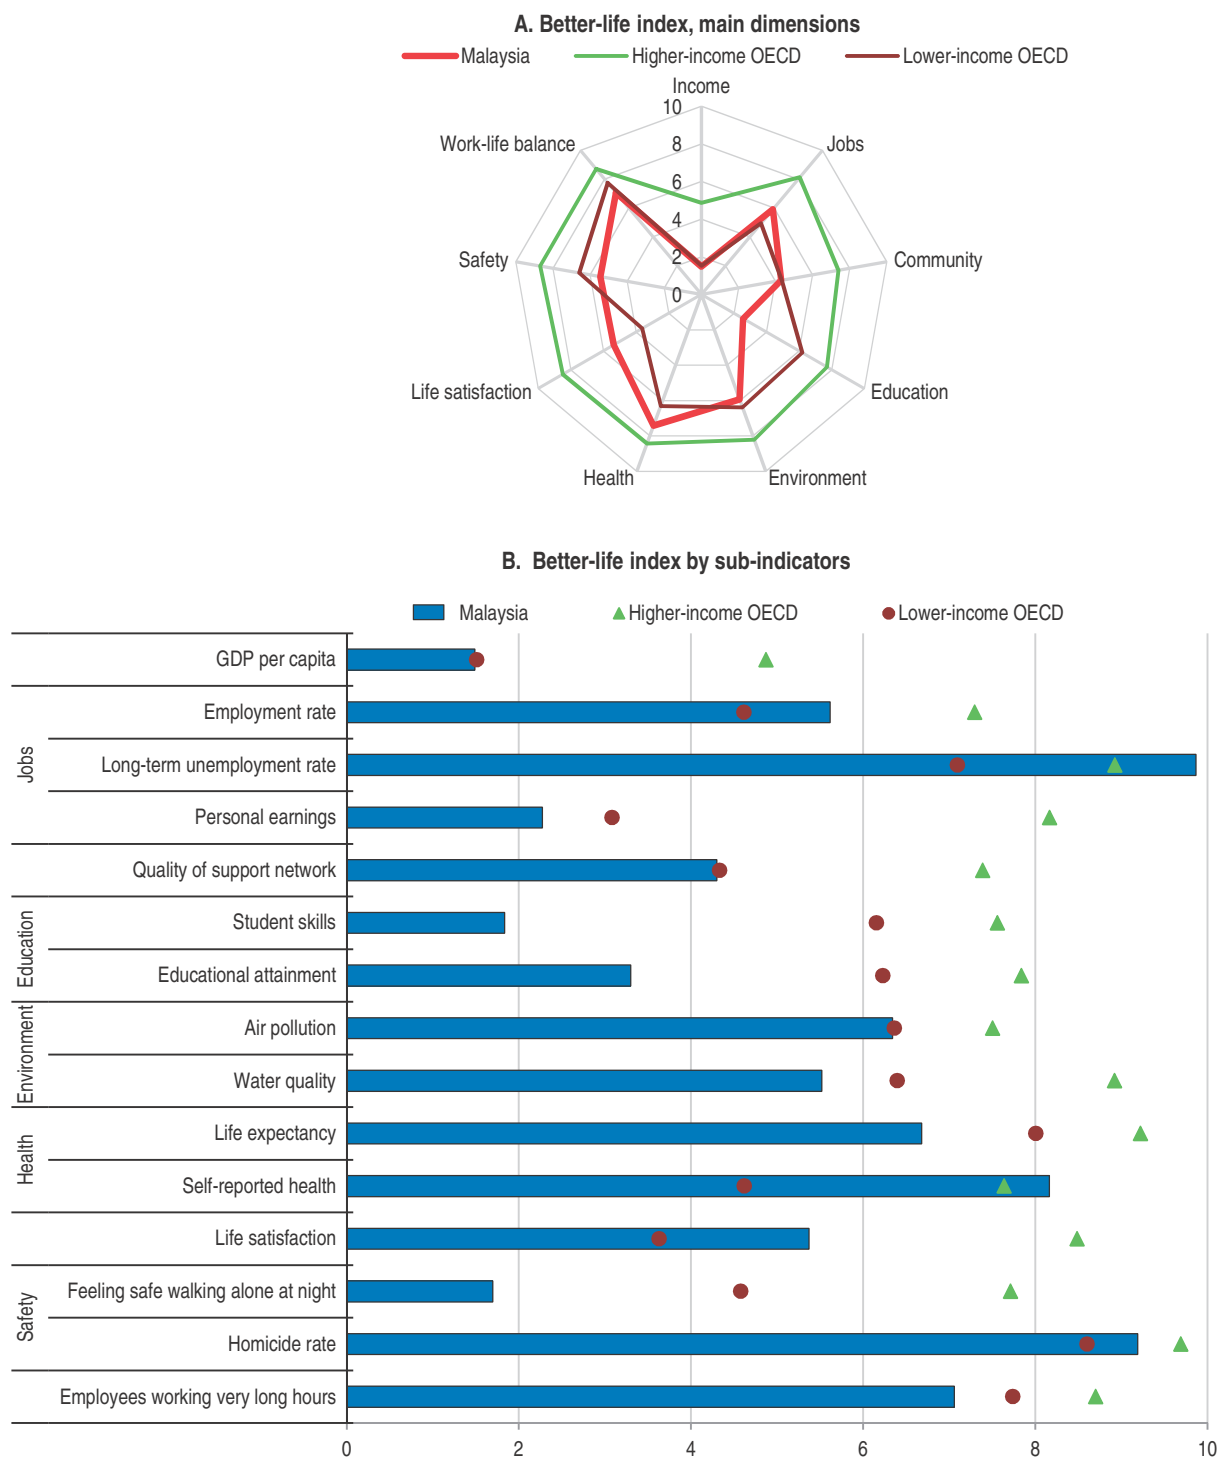 A. Better-life index, main dimensions
Malaysia Higher-income OECD Lower-income OECD
Income
10
Work-life balance 8 Jobs
6
4
Safety 2 Community
0
Life satisfaction Education
Health Environment
B. Better-life index by sub-indicators
Malaysia Higher-income OECD Lower-income OECD
GDP per capita
Jobs
Employment rate
Long-term unemployment rate
Personal earnings
Quality of support network
Education
Student skills
Educational attainment
Environment
Air pollution
Water quality
Health
Life expectancy
Self-reported health
Life satisfaction
Safety
Feeling safe walking alone at night
Homicide rate
Employees working very long hours
0 2 4 6 8 10